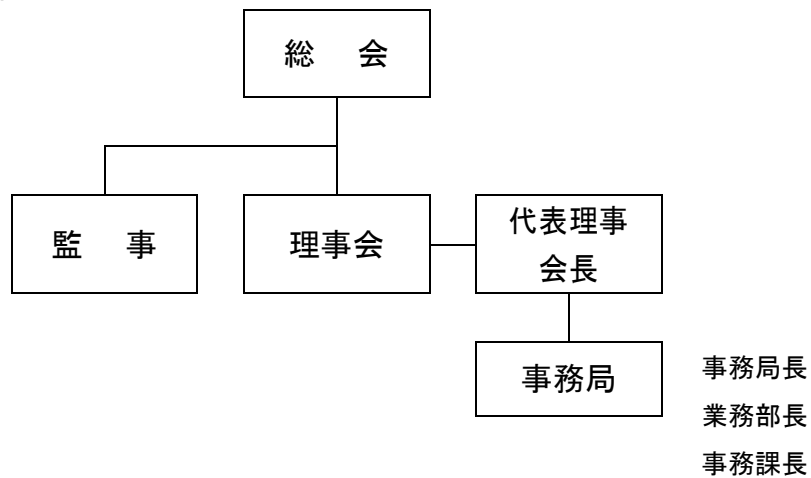 総　会
監　事
理事会
代表理事
会長
事務局
事務局長
業務部長
事務課長